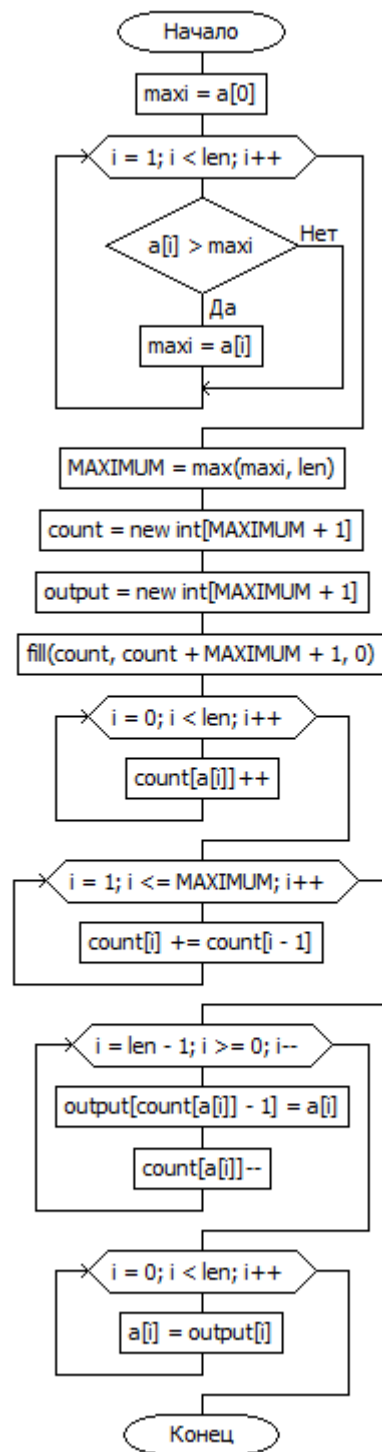 Начало
maxi = a[0]
i = 1; i < len; i++
a[i] > maxi
Нет
Да
maxi = a[i]
MAXIMUM = max(maxi, len)
count = new int[MAXIMUM + 1]
output = new int[MAXIMUM + 1]
fill(count, count + MAXIMUM + 1, 0)
i = 0; i < len; i++
count[a[i]]++
i = 1; i <= MAXIMUM; i++
count[i] += count[i - 1]
i = len - 1; i >= 0; i--
output[count[a[i]] - 1] = a[i]
count[a[i]]--
i = 0; i < len; i++
a[i] = output[i]
Конец